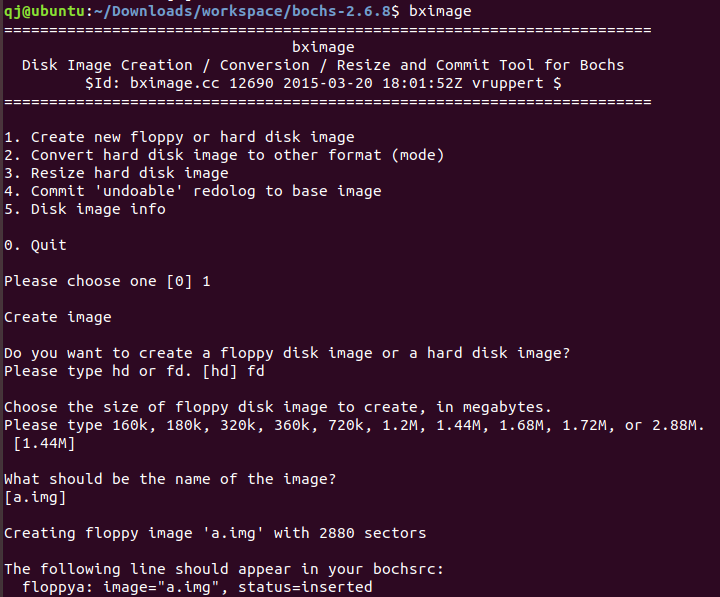 qj@ubuntu:~/Downloads/workspace/bochs-2.6.8$ bximage
========================================================================
                                bximage
  Disk Image Creation / Conversion / Resize and Commit Tool for Bochs
         $Id: bximage.cc 12690 2015-03-20 18:01:52Z vruppert $
========================================================================

1. Create new floppy or hard disk image
2. Convert hard disk image to other format (mode)
3. Resize hard disk image
4. Commit 'undoable' redolog to base image
5. Disk image info

0. Quit

Please choose one [0] 1

Create image

Do you want to create a floppy disk image or a hard disk image?
Please type hd or fd. [hd] fd

Choose the size of floppy disk image to create, in megabytes.
Please type 160k, 180k, 320k, 360k, 720k, 1.2M, 1.44M, 1.68M, 1.72M, or 2.88M.
 [1.44M]

What should be the name of the image?
[a.img]

Creating floppy image 'a.img' with 2880 sectors

The following line should appear in your bochsrc:
  floppya: image="a.img", status=inserted